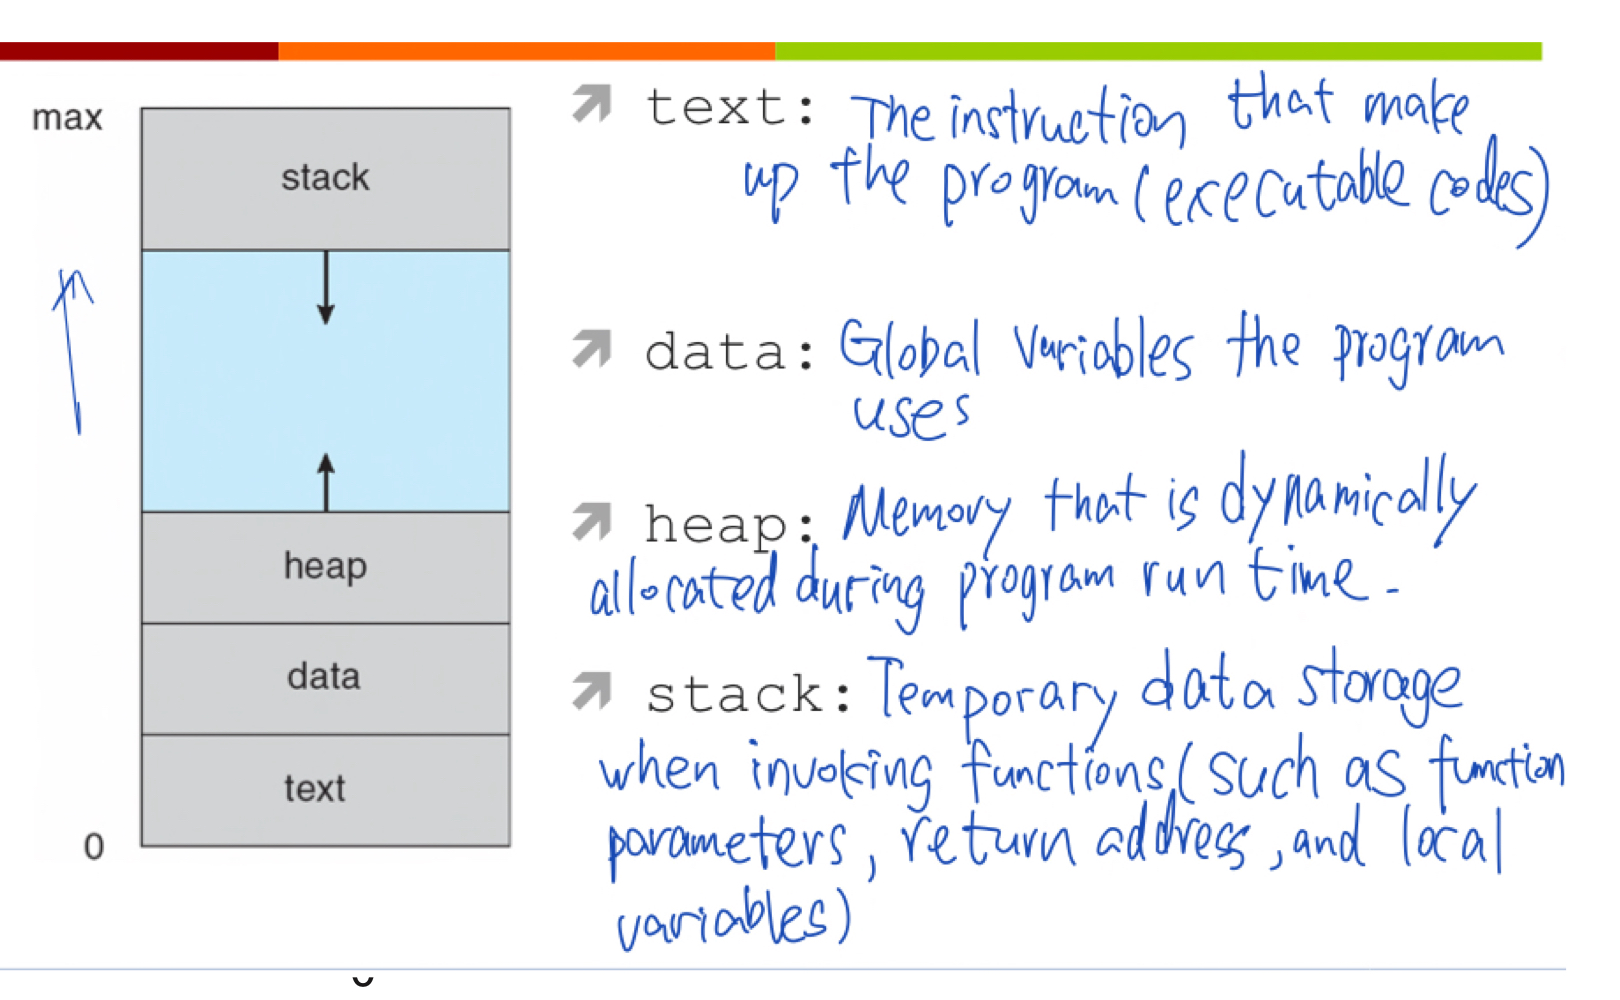 max
stack
heap
data
text
0
text: The instruction that make
up the program (executable codes)
data: Global Variables the program
uses
heap: Memory that is dynamically
allocated during program run time.
stack: Temporary data storage
when invoking functions (such as function
parameters, return address, and local
variables)